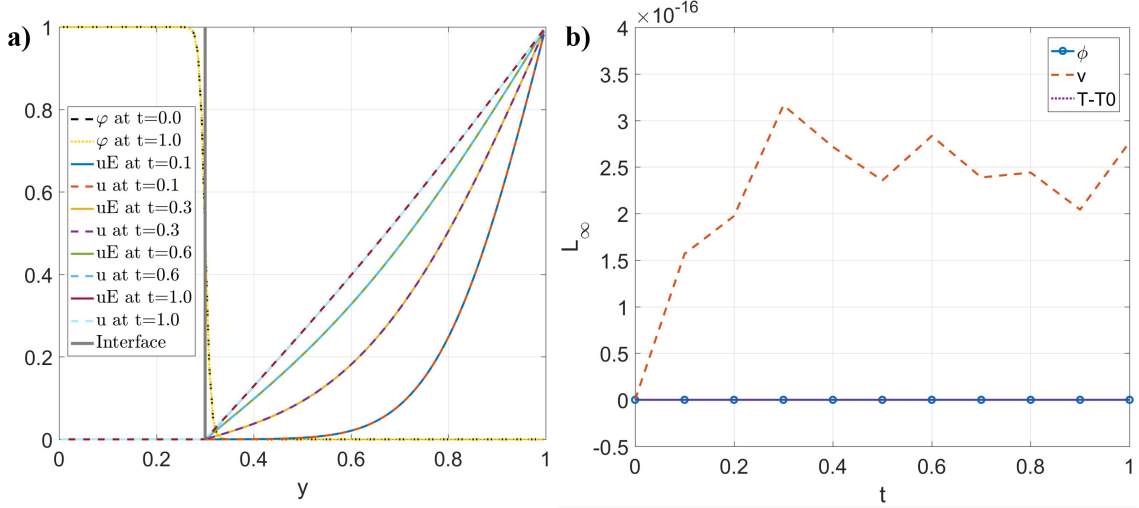 a)
1
0.8
0.6
0.4
0.2
0
φ at t=0.0
φ at t=1.0
uE at t=0.1
u at t=0.1
uE at t=0.3
u at t=0.3
uE at t=0.6
u at t=0.6
uE at t=1.0
u at t=1.0
Interface
0 0.2 0.4 0.6 0.8 1
y
b)
×10⁻¹⁶
4
3.5
3
2.5
2
1.5
1
0.5
0
-0.5
L∞
ϕ
v
T-T0
0 0.2 0.4 0.6 0.8 1
t